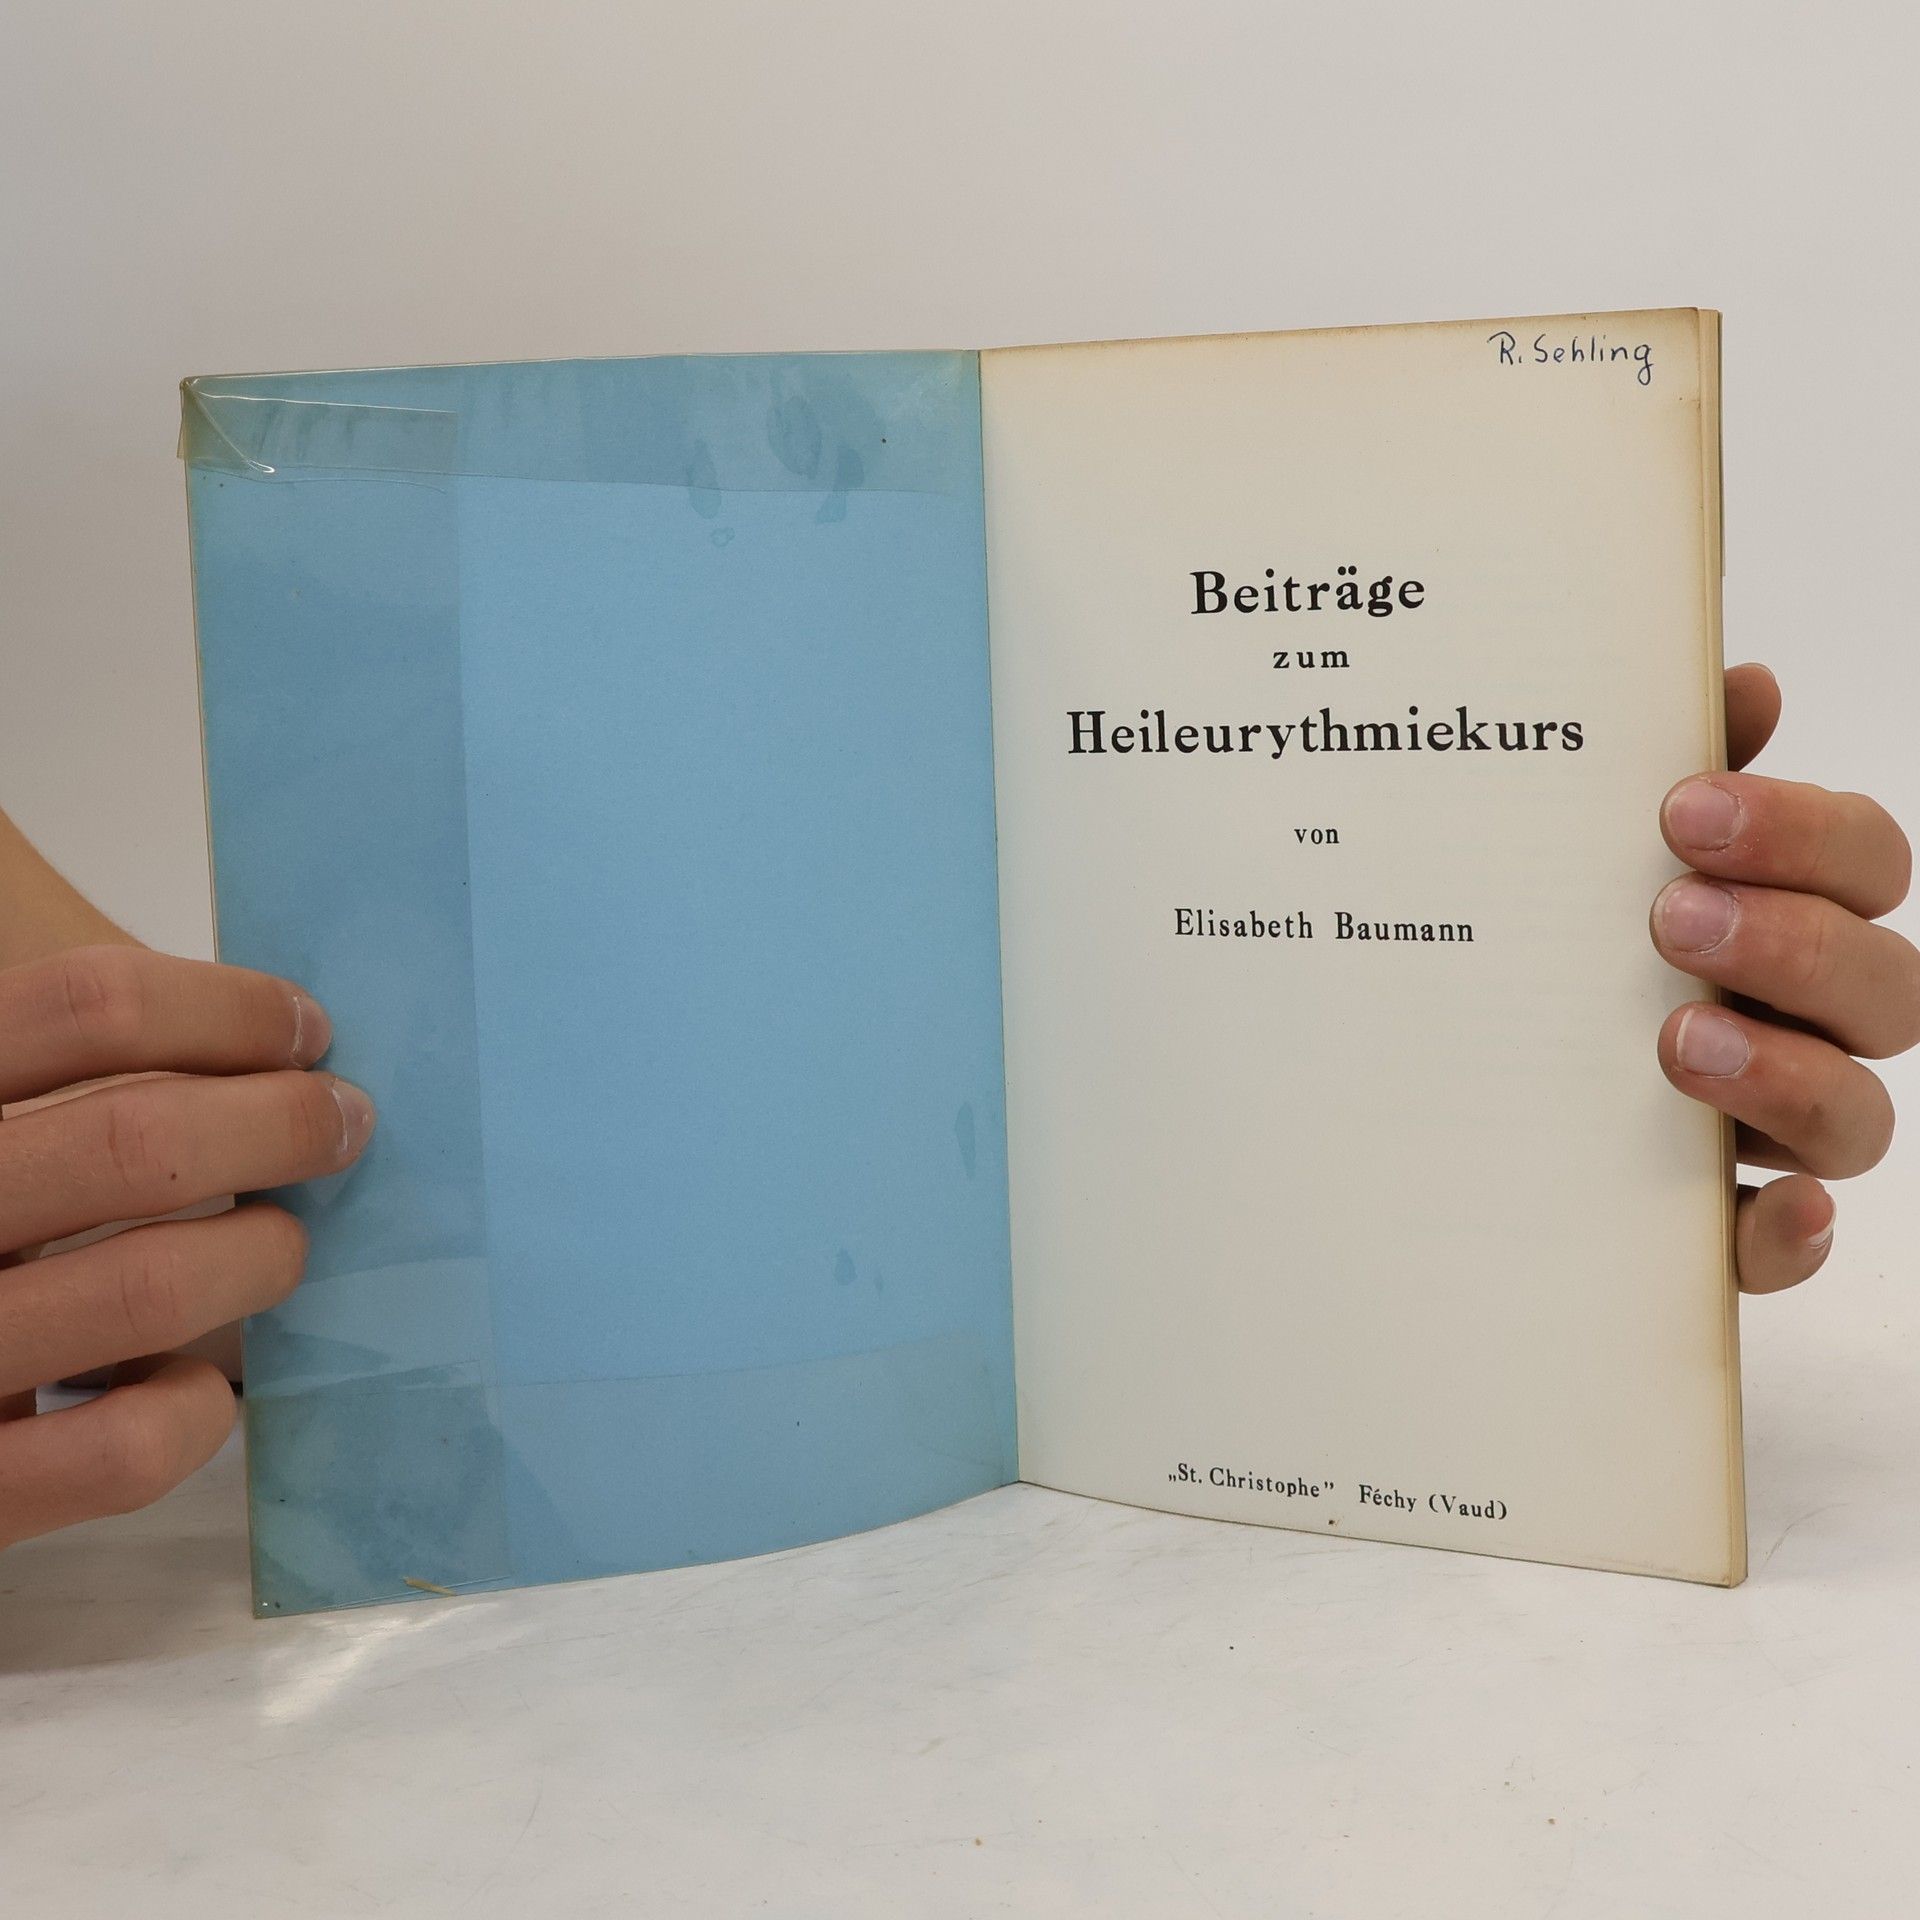 R. Sehling
Beiträge
zum
Heileurythmiekurs
von
Elisabeth Baumann
„St. Christophe” Féchy (Vaud)